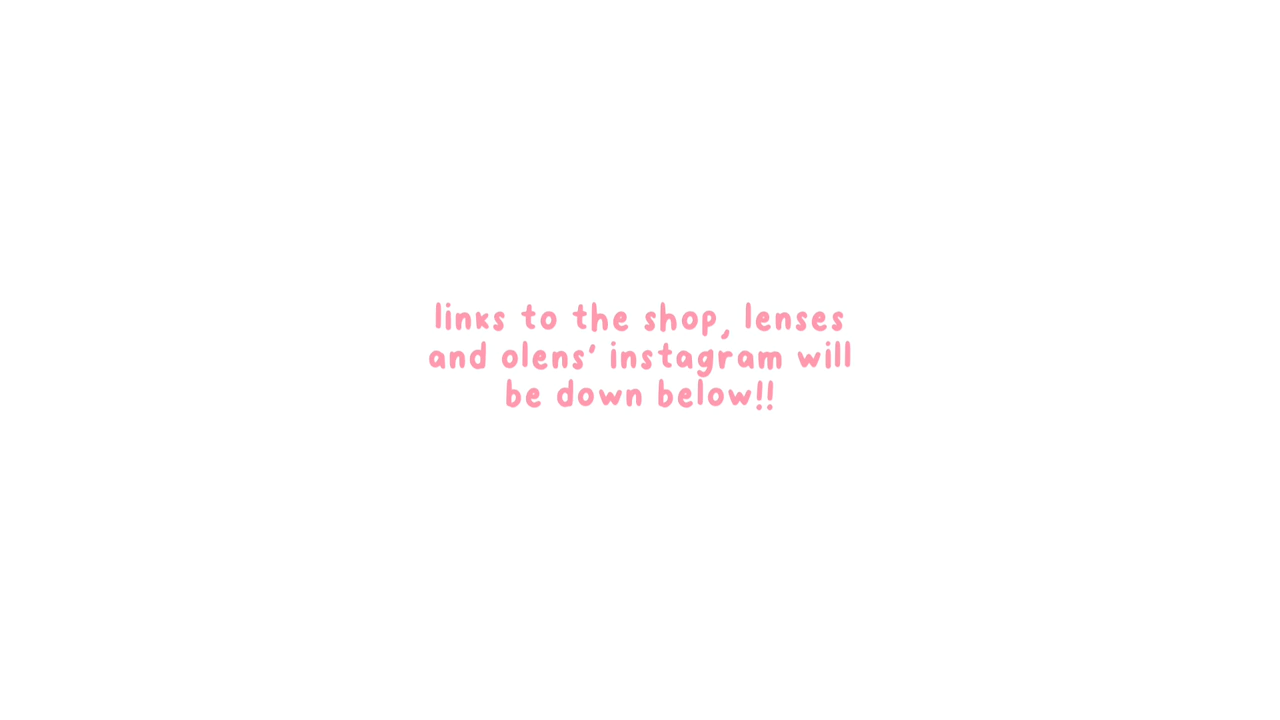 links to the shop, lenses
and olens' instagram will
be down below!!